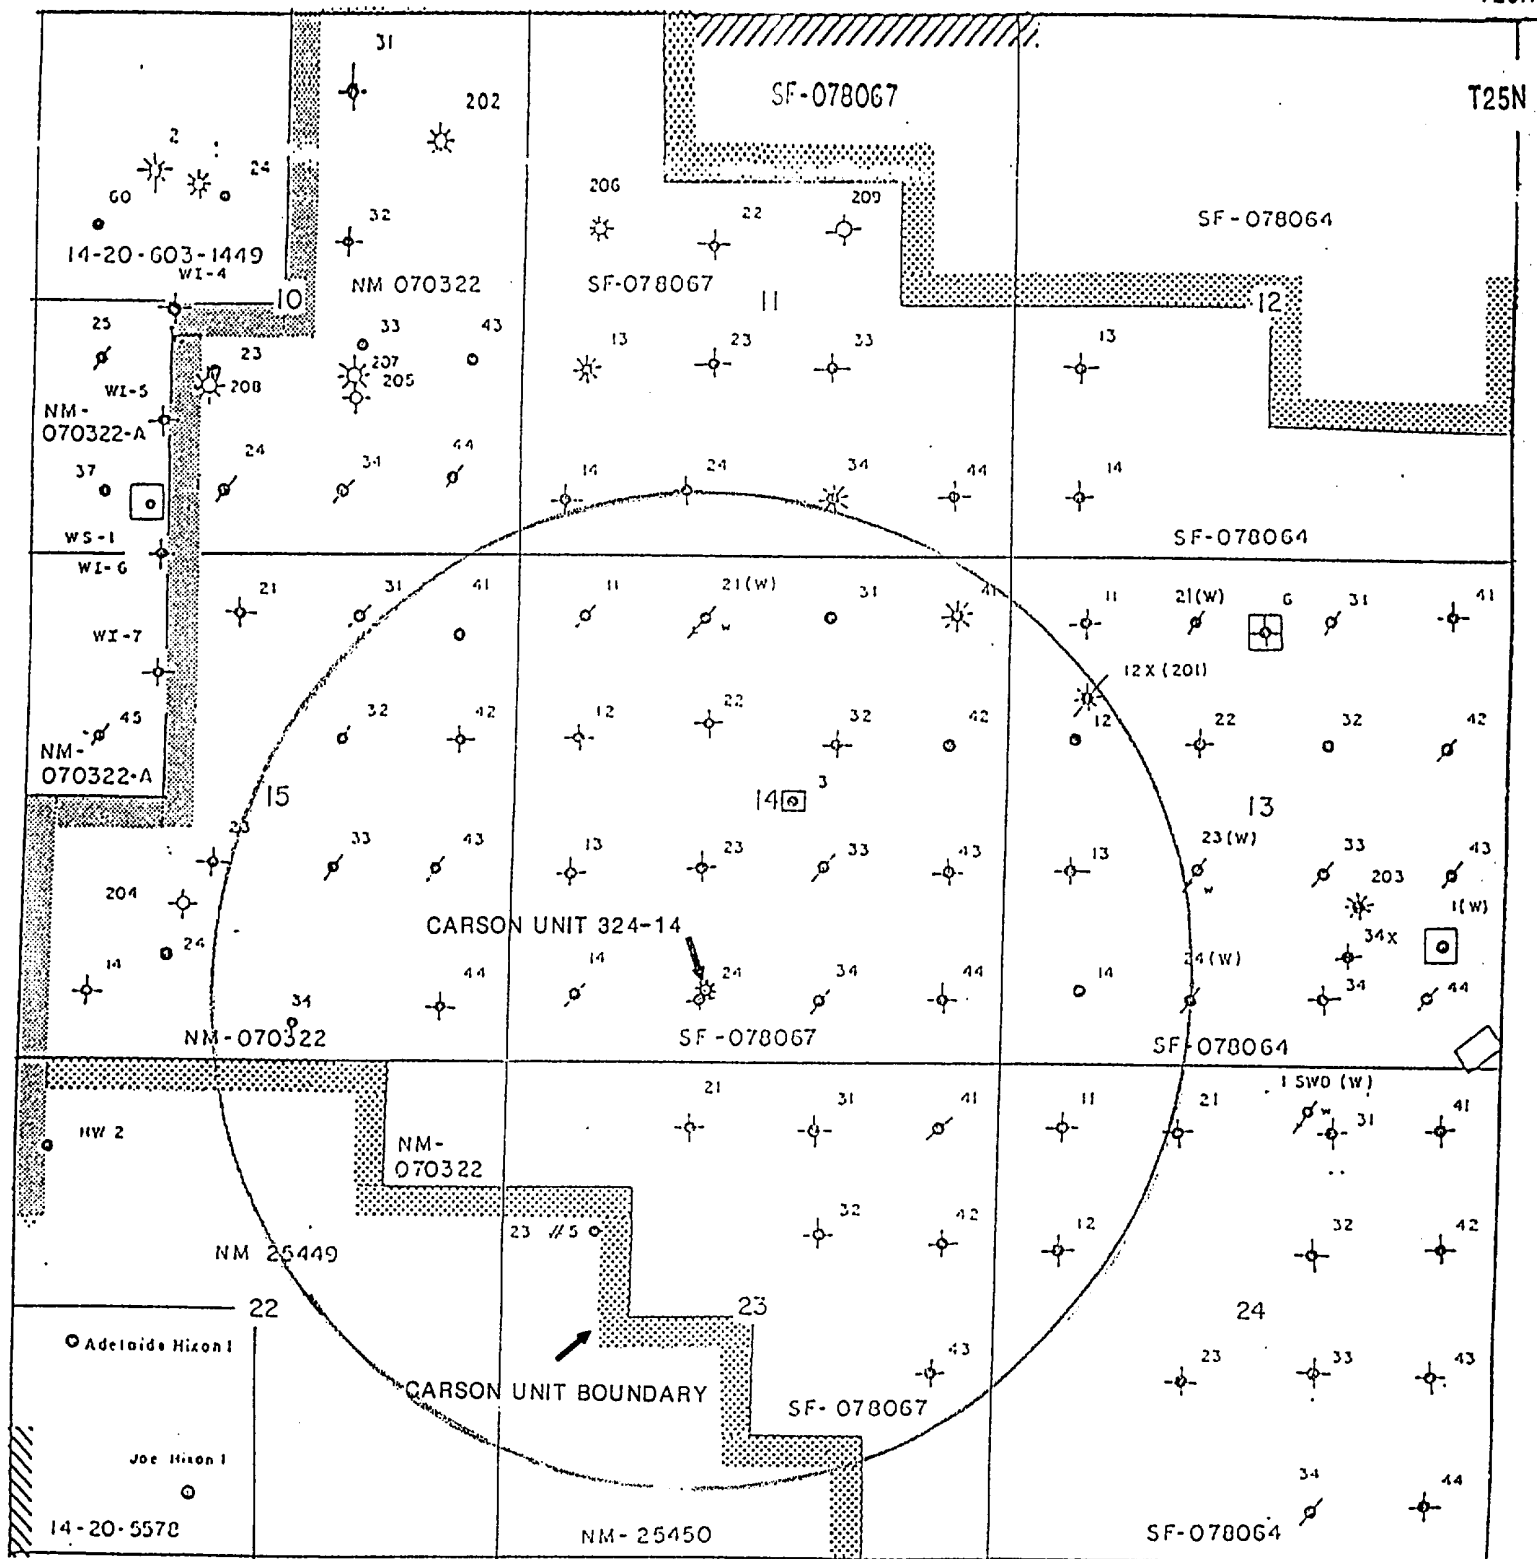 T25N
31
SF-078067
202
2
24
60
206
22
209
SF-078064
32
14-20-603-1449
WI-4
10
NM 070322
SF-078067
11
12
25
33
43
13
23
33
13
23
207
208
205
WI-5
NM-
070322-A
37
24
34
44
14
24
34
44
14
WS-1
SF-078064
WI-6
21
31
41
11
21(W)
w
31
41
11
21(W)
G
31
41
WI-7
12X(201)
45
32
42
12
22
32
42
12
22
32
42
NM-
070322-A
15
14
3
13
23
33
43
13
23
33
43
13
23(W)
w
33
43
204
203
1(W)
CARSON UNIT 324-14
24
34X
14
34
44
14
24
34
44
14
24(W)
34
44
NM-070322
SF-078067
SF-078064
1 SWD (W)
w
21
31
41
11
21
31
41
NM-
070322
23 #5
32
42
12
32
42
NM 25449
22
23
24
Adelaide Hixon 1
43
23
33
43
CARSON UNIT BOUNDARY
SF-078067
Joe Hixon 1
34
44
14-20-5578
NM-25450
SF-078064